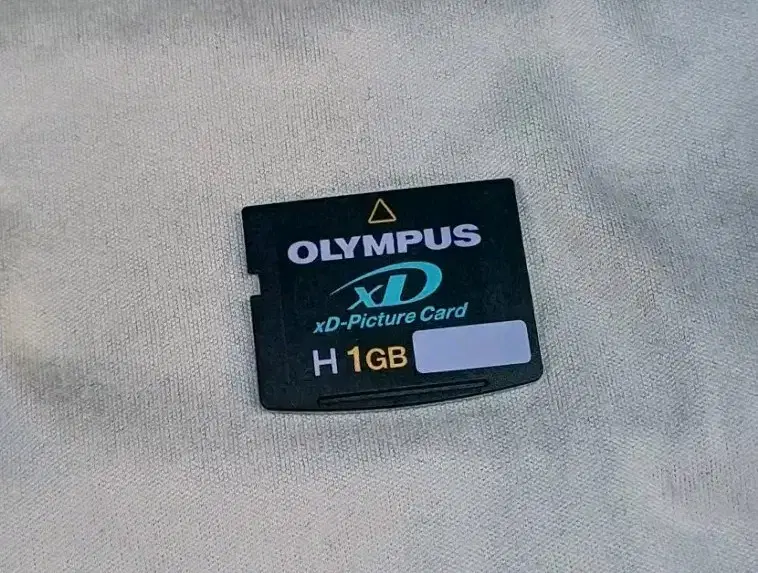 OLYMPUS
xD
xD-Picture Card
H 1GB